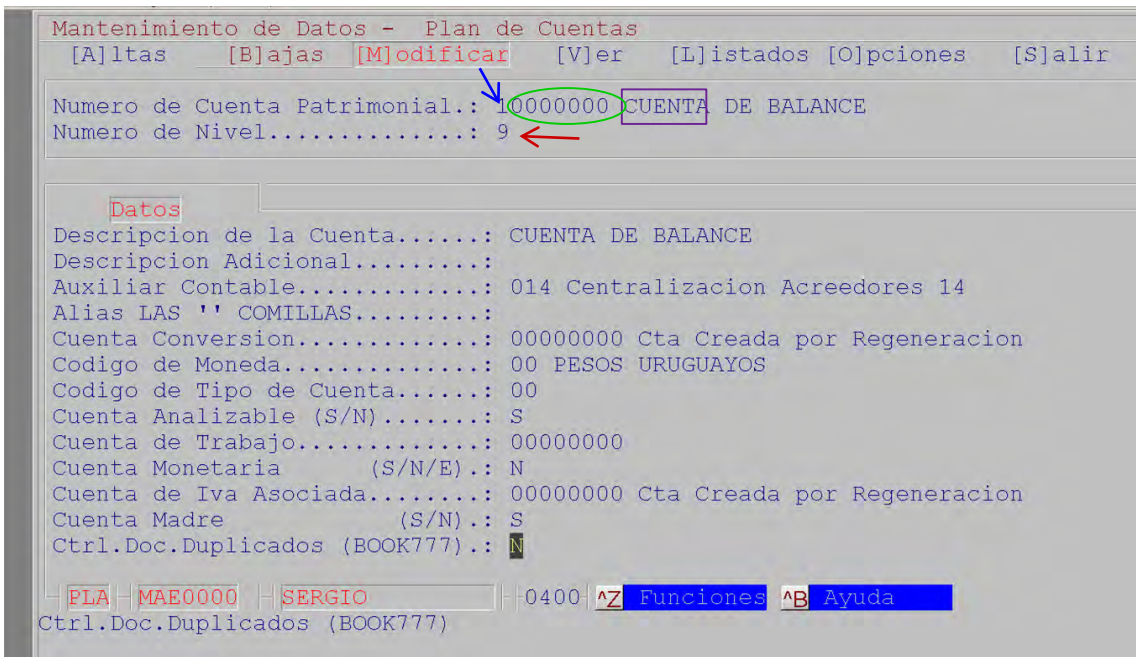 Mantenimiento de Datos - Plan de Cuentas
[A]ltas [B]ajas [M]odificar [V]er [L]istados [O]pciones [S]alir
Numero de Cuenta Patrimonial.: 10000000 CUENTA DE BALANCE
Numero de Nivel..............: 9
Datos
Descripcion de la Cuenta......: CUENTA DE BALANCE
Descripcion Adicional.........:
Auxiliar Contable.............: 014 Centralizacion Acreedores 14
Alias LAS '' COMILLAS.........:
Cuenta Conversion.............: 00000000 Cta Creada por Regeneracion
Codigo de Moneda..............: 00 PESOS URUGUAYOS
Codigo de Tipo de Cuenta......: 00
Cuenta Analizable (S/N).......: S
Cuenta de Trabajo.............: 00000000
Cuenta Monetaria (S/N/E).: N
Cuenta de Iva Asociada........: 00000000 Cta Creada por Regeneracion
Cuenta Madre (S/N).: S
Ctrl.Doc.Duplicados (BOOK777).: N
PLA MAE0000 SERGIO 0400 ^Z Funciones ^B Ayuda
Ctrl.Doc.Duplicados (BOOK777)